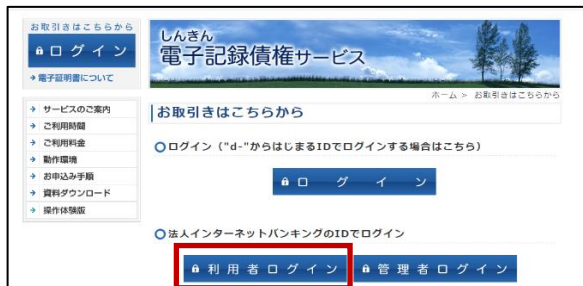 お取引きはこちらから
ログイン
電子証明書について
サービスのご案内
ご利用時間
ご利用料金
動作環境
お申込み手順
資料ダウンロード
操作体験版
しんきん
電子記録債権サービス
ホーム > お取引きはこちらから
お取引きはこちらから
ログイン("d-"からはじまるIDでログインする場合はこちら)
ログイン
法人インターネットバンキングのIDでログイン
利用者ログイン 管理者ログイン